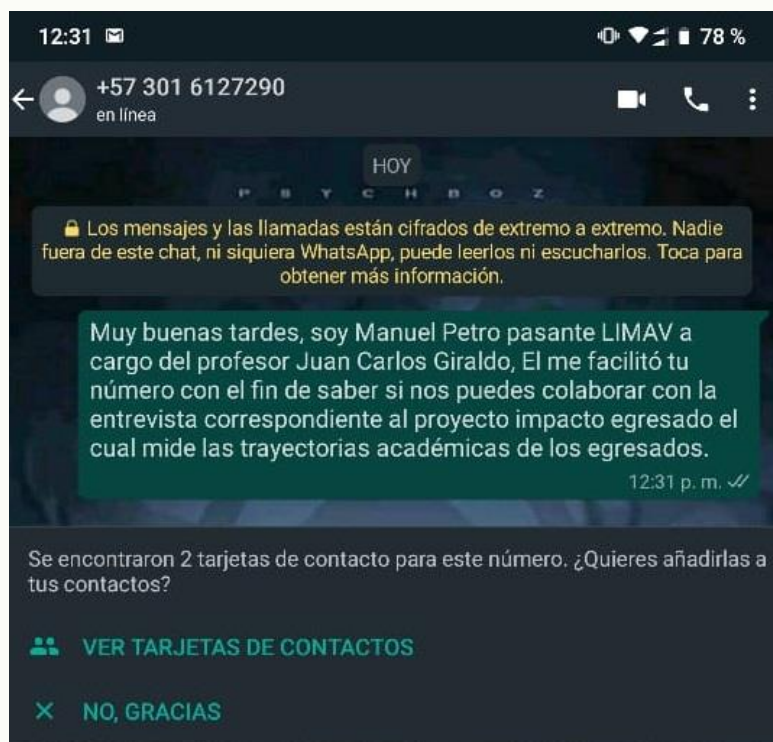 12:31 78 %
+57 301 6127290
en línea
HOY
P S Y C H B O Z
Los mensajes y las llamadas están cifrados de extremo a extremo. Nadie
fuera de este chat, ni siquiera WhatsApp, puede leerlos ni escucharlos. Toca para
obtener más información.
Muy buenas tardes, soy Manuel Petro pasante LIMAV a
cargo del profesor Juan Carlos Giraldo, El me facilitó tu
número con el fin de saber si nos puedes colaborar con la
entrevista correspondiente al proyecto impacto egresado el
cual mide las trayectorias académicas de los egresados.
12:31 p. m.
Se encontraron 2 tarjetas de contacto para este número. ¿Quieres añadirlas a
tus contactos?
VER TARJETAS DE CONTACTOS
NO, GRACIAS